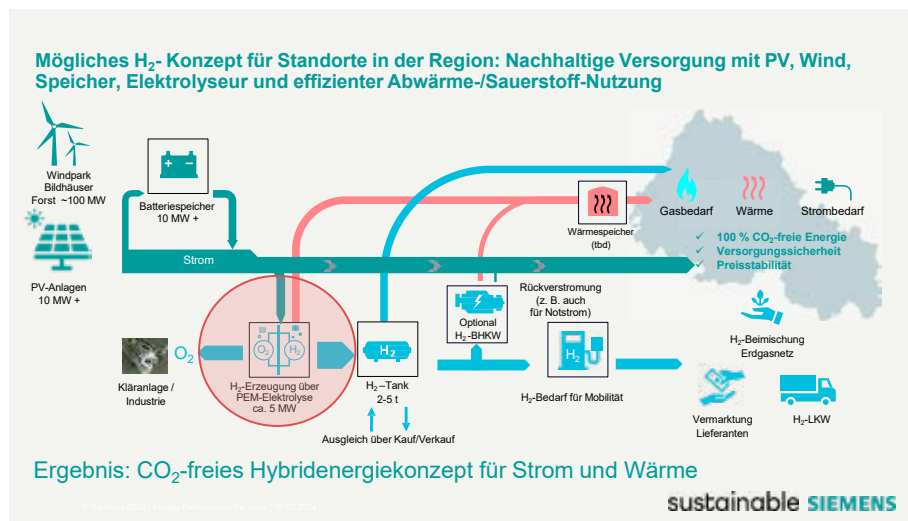 Mögliches H₂- Konzept für Standorte in der Region: Nachhaltige Versorgung mit PV, Wind,
Speicher, Elektrolyseur und effizienter Abwärme-/Sauerstoff-Nutzung
Windpark
Bildhäuser
Forst ~100 MW
Batteriespeicher
10 MW +
Wärmespeicher
(tbd)
Gasbedarf
Wärme
Strombedarf
✓ 100 % CO₂-freie Energie
✓ Versorgungssicherheit
✓ Preisstabilität
Strom
PV-Anlagen
10 MW +
Rückverstromung
(z. B. auch
für Notstrom)
Optional
H₂-BHKW
O₂
O₂
H₂
H₂
H₂
H₂-Beimischung
Erdgasnetz
Kläranlage /
Industrie
H₂-Erzeugung über
PEM-Elektrolyse
ca. 5 MW
H₂–Tank
2-5 t
H₂-Bedarf für Mobilität
Ausgleich über Kauf/Verkauf
Vermarktung
Lieferanten
H₂-LKW
Ergebnis: CO₂-freies Hybridenergiekonzept für Strom und Wärme
© Siemens 2024 | Energy Performance Services |
sustainable SIEMENS